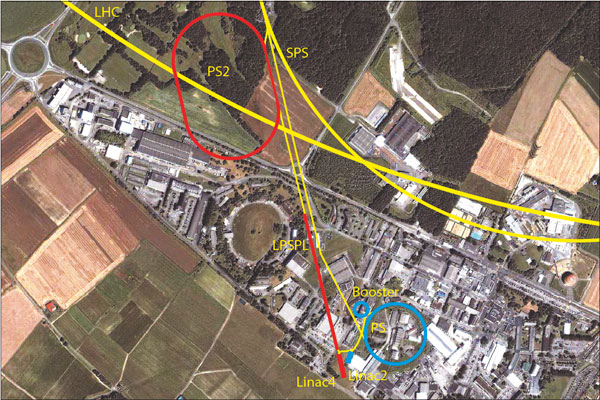 LHC
SPS
PS2
LPSPL
Booster
PS
Linac4
Linac2